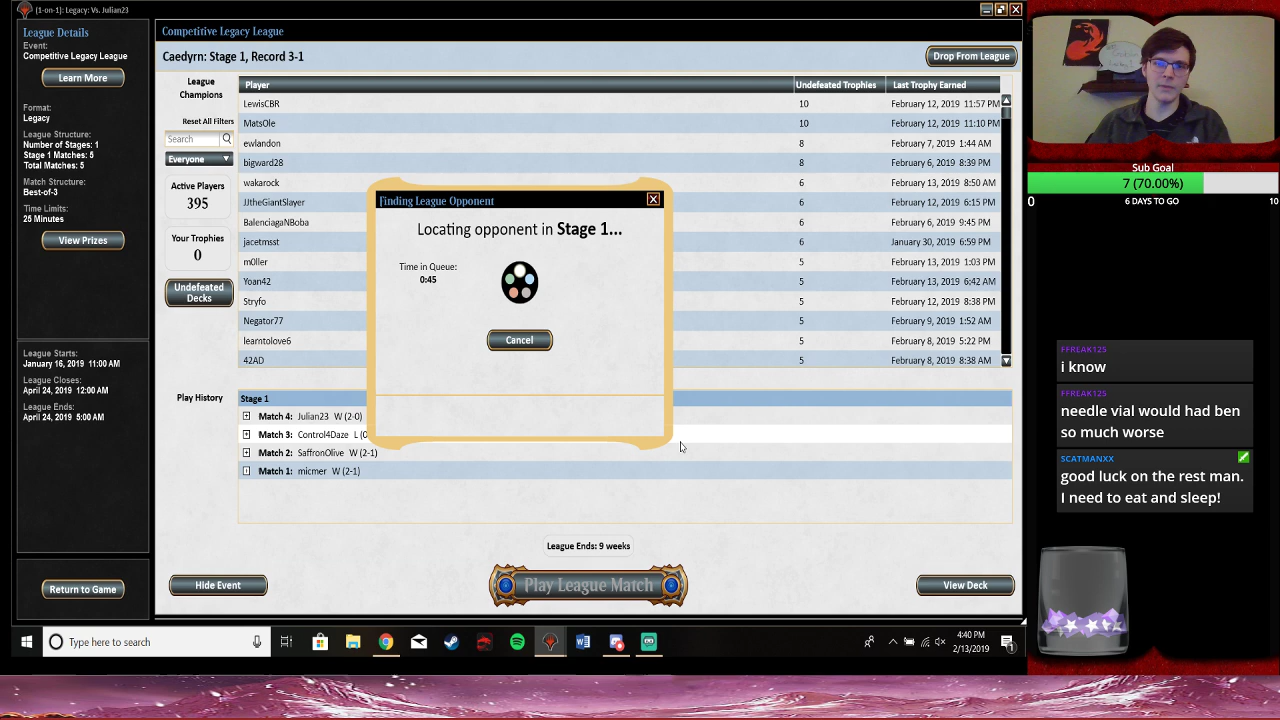 (1-on-1): Legacy: Vs. Julian23
League Details
Event:
Competitive Legacy League
Learn More
Format:
Legacy
League Structure:
Number of Stages: 1
Stage 1 Matches: 5
Total Matches: 5
Match Structure:
Best-of-3
Time Limits:
25 Minutes
View Prizes
League Starts:
January 16, 2019 11:00 AM
League Closes:
April 24, 2019 12:00 AM
League Ends:
April 24, 2019 5:00 AM
Return to Game
Competitive Legacy League
Caedyrn: Stage 1, Record 3-1
Drop From League
League
Champions
Reset All Filters
Search
Everyone
Active Players
395
Your Trophies
0
Undefeated
Decks
Player Undefeated Trophies Last Trophy Earned
LewisCBR 10 February 12, 2019 11:57 PM
MatsOle 10 February 12, 2019 11:10 PM
ewlandon 8 February 7, 2019 1:44 AM
bigward28 8 February 6, 2019 8:39 PM
wakarock 6 February 13, 2019 8:50 AM
JJtheGiantSlayer 6 February 12, 2019 6:15 PM
BalenciagaNBoba 6 February 6, 2019 9:45 PM
jacetmsst 6 January 30, 2019 6:59 PM
m0ller 5 February 13, 2019 1:03 PM
Yoan42 5 February 13, 2019 6:42 AM
Stryfo 5 February 12, 2019 8:38 PM
Negator77 5 February 9, 2019 1:52 AM
learntolove6 5 February 8, 2019 5:22 PM
42AD 5 February 8, 2019 8:38 AM
Finding League Opponent
Locating opponent in Stage 1...
Time in Queue:
0:45
Cancel
Play History
Stage 1
Match 4: Julian23 W (2-0)
Match 3: Control4Daze L (0
Match 2: SaffronOlive W (2-1)
Match 1: micmer W (2-1)
League Ends: 9 weeks
Hide Event
Play League Match
View Deck
Type here to search
4:40 PM
2/13/2019
1
Sub Goal
7 (70.00%)
0 6 DAYS TO GO 10
FFREAK125
i know
FFREAK125
needle vial would had ben
so much worse
SCATMANXX
good luck on the rest man.
I need to eat and sleep!